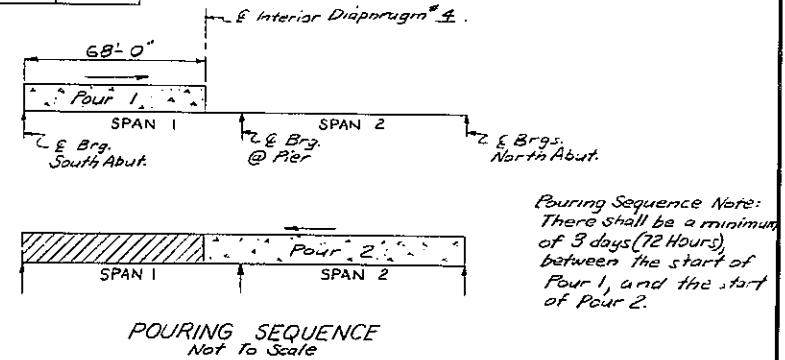 ℄ Interior Diaphragm #4.
68'-0"
Pour 1
SPAN 1
SPAN 2
℄ Brg.
South Abut.
℄ Brg.
@ Pier
℄ Brgs.
North Abut.
Pour 2
SPAN 1
SPAN 2
Pouring Sequence Note:
There shall be a minimum
of 3 days (72 Hours),
between the start of
Pour 1, and the start
of Pour 2.
POURING SEQUENCE
Not To Scale